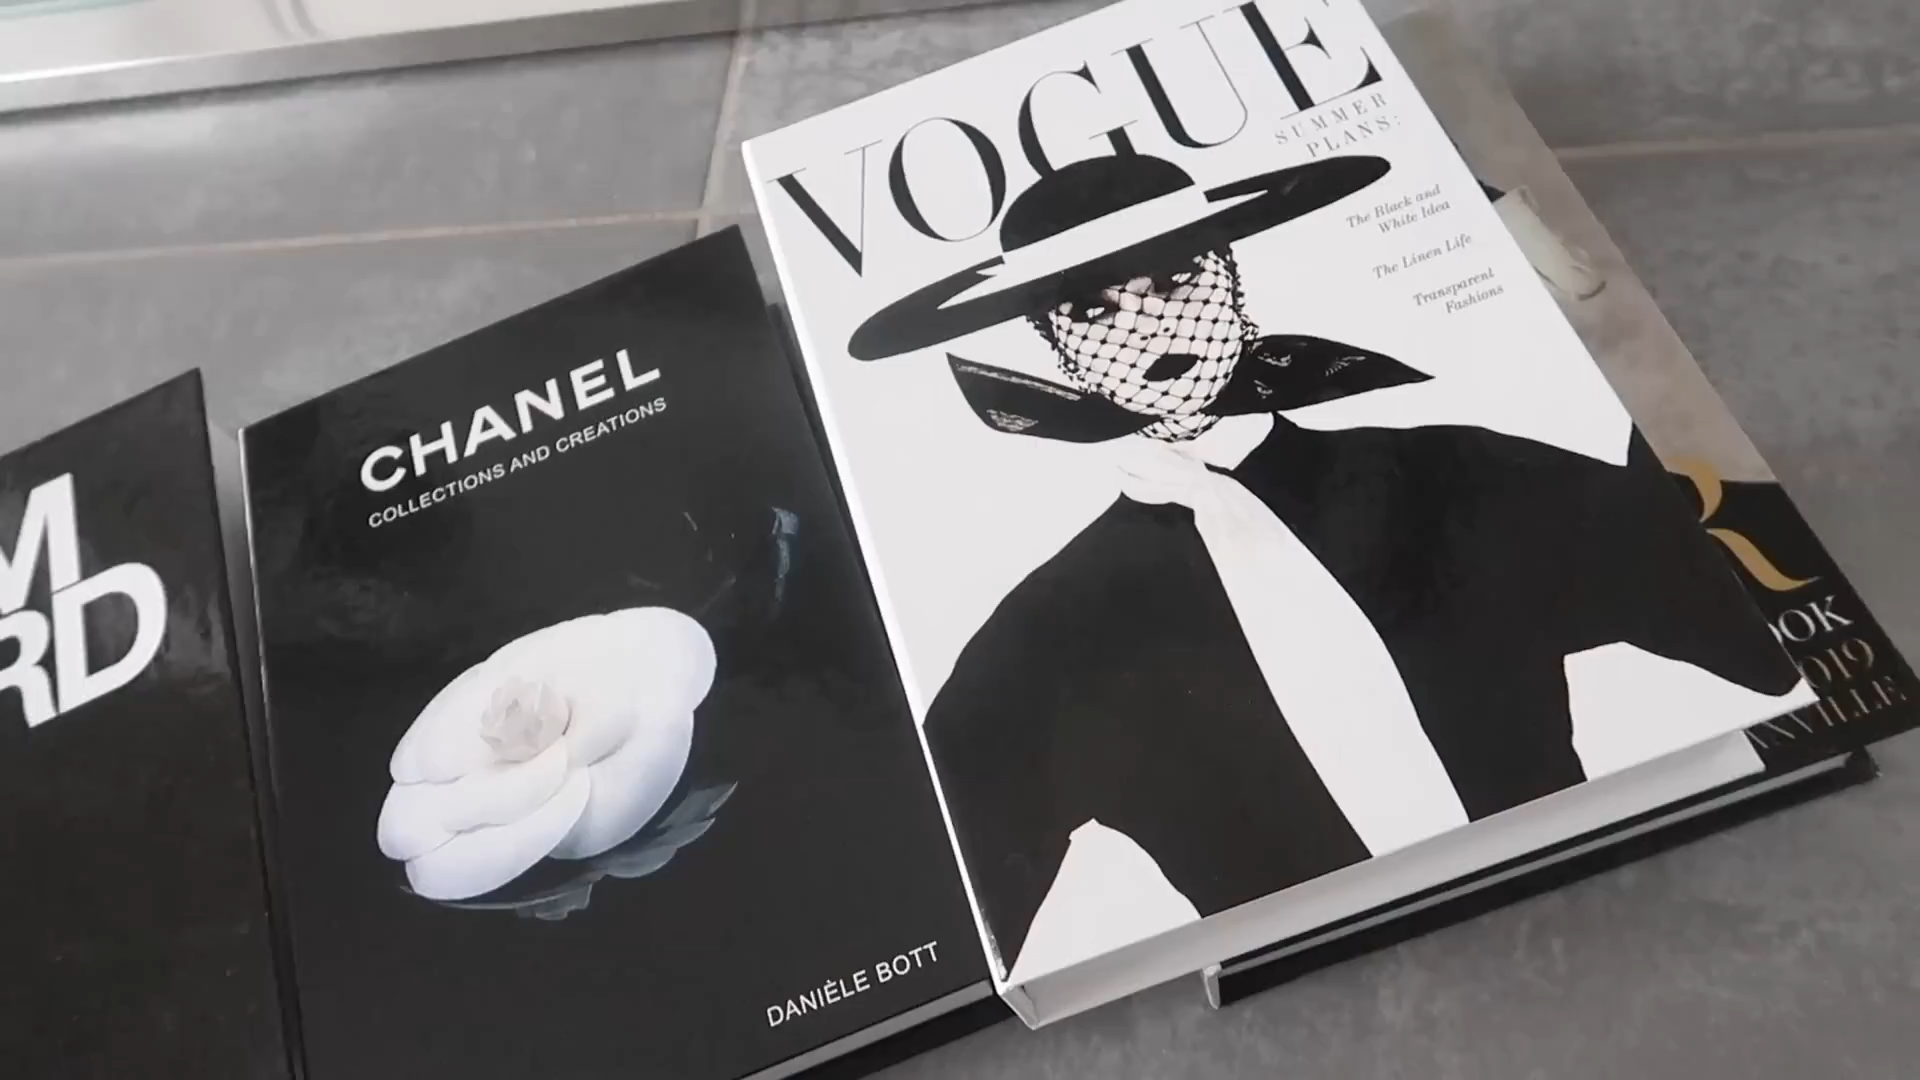 M
RD
CHANEL
COLLECTIONS AND CREATIONS
DANIÈLE BOTT
VOGUE
SUMMER
PLANS:
The Black and
White Idea
The Linen Life
Transparent
Fashions
R
OOK
2019
NVILLE